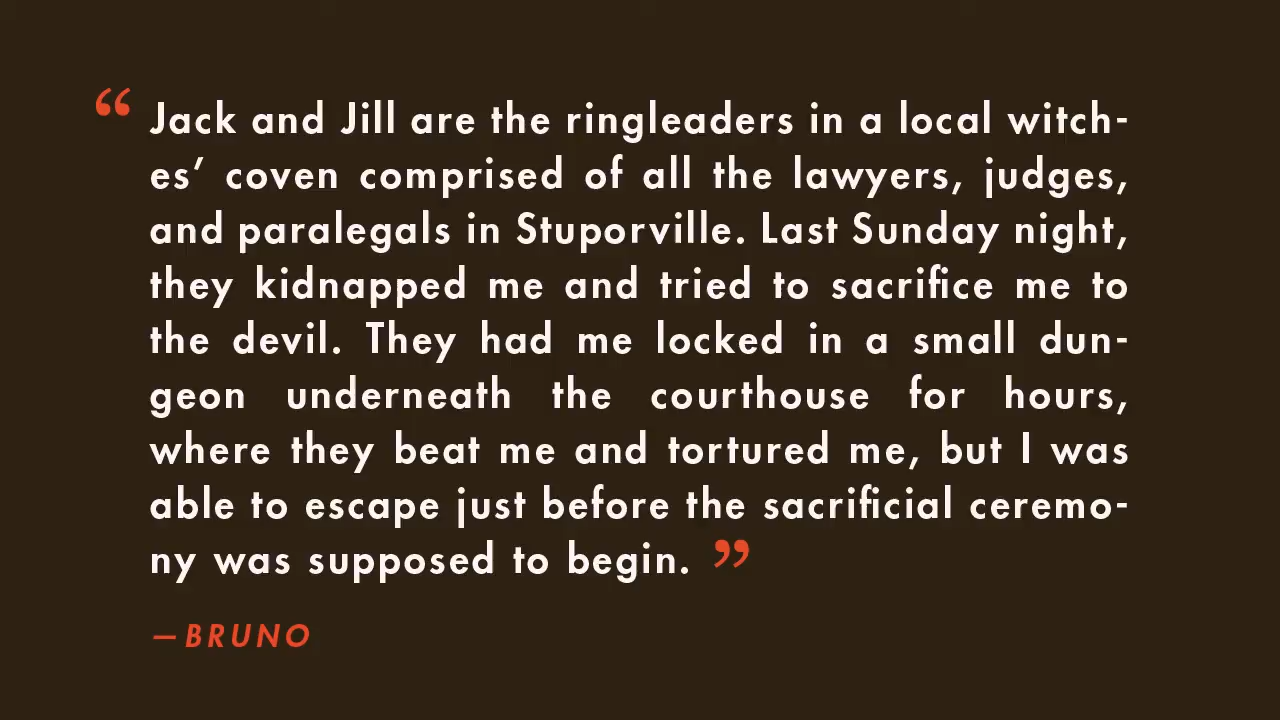 “Jack and Jill are the ringleaders in a local witch-
es’ coven comprised of all the lawyers, judges,
and paralegals in Stuporville. Last Sunday night,
they kidnapped me and tried to sacrifice me to
the devil. They had me locked in a small dun-
geon underneath the courthouse for hours,
where they beat me and tortured me, but I was
able to escape just before the sacrificial ceremo-
ny was supposed to begin.”
—BRUNO